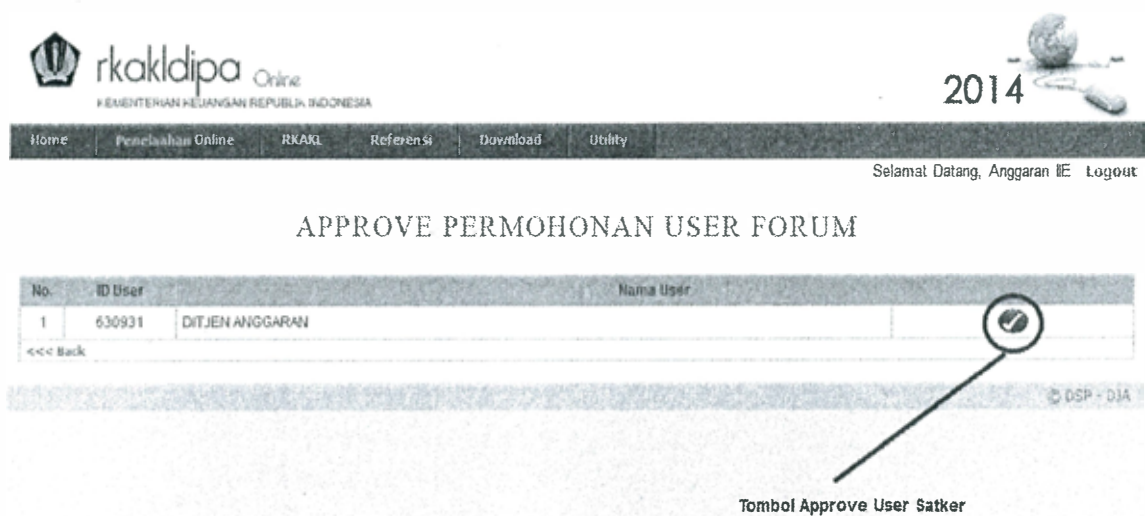 rkakldipa Online
KEMENTERIAN KEUANGAN REPUBLIK INDONESIA
2014
Home Penelaahan Online RKAKL Referensi Download Utility
Selamat Datang, Anggaran IIE Logout
APPROVE PERMOHONAN USER FORUM
No. ID User Nama User
1 630931 DITJEN ANGGARAN
<<< Back
© DSP - DJA
Tombol Approve User Satker